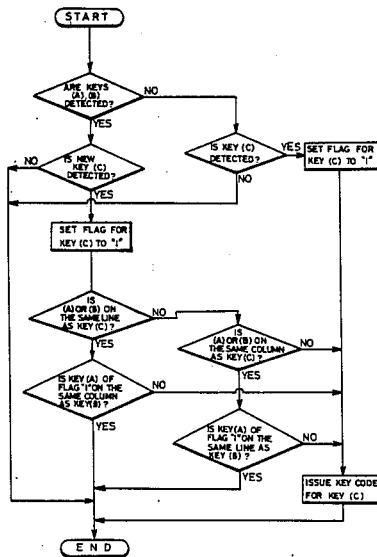 START
ARE KEYS
(A),(B)
DETECTED?
NO
YES
NO
IS NEW
KEY (C)
DETECTED?
YES
IS KEY (C)
DETECTED?
YES
NO
SET FLAG FOR
KEY (C) TO "1"
SET FLAG FOR
KEY (C) TO "1"
IS
(A) OR (B) ON
THE SAME LINE
AS KEY (C) ?
NO
YES
IS
(A) OR (B) ON
THE SAME COLUMN
AS KEY (C) ?
NO
YES
IS KEY (A) OF
FLAG "1" ON THE
SAME COLUMN
AS KEY (B) ?
NO
YES
IS KEY (A) OF
FLAG "1" ON THE
SAME LINE AS
KEY (B) ?
NO
YES
ISSUE KEY CODE
FOR KEY (C)
END